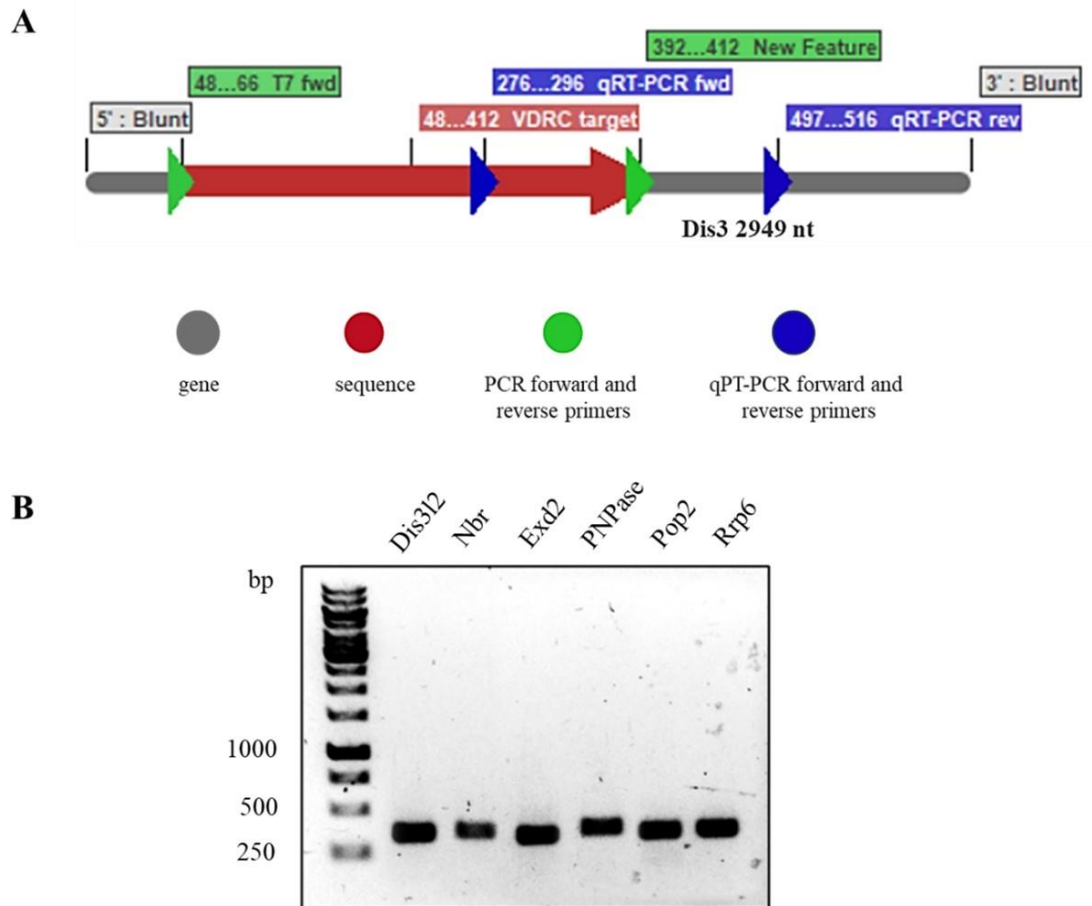 A
392...412 New Feature
48...66 T7 fwd
276...296 qRT-PCR fwd
3' : Blunt
5' : Blunt
48...412 VDRC target
497...516 qRT-PCR rev
Dis3 2949 nt
gene
sequence
PCR forward and
reverse primers
qPT-PCR forward and
reverse primers
B
Dis3l2
Nbr
Exd2
PNPase
Pop2
Rrp6
bp
1000
500
250